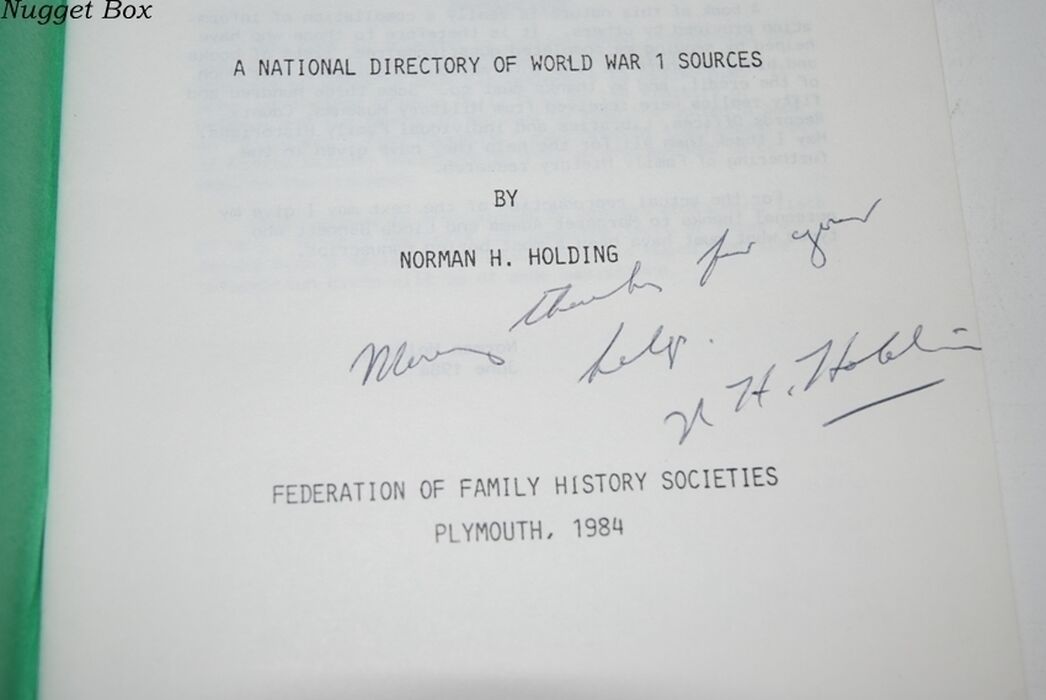 Nugget Box
A NATIONAL DIRECTORY OF WORLD WAR 1 SOURCES
BY
NORMAN H. HOLDING
Many thanks for your
help.
N H. Holding
FEDERATION OF FAMILY HISTORY SOCIETIES
PLYMOUTH, 1984